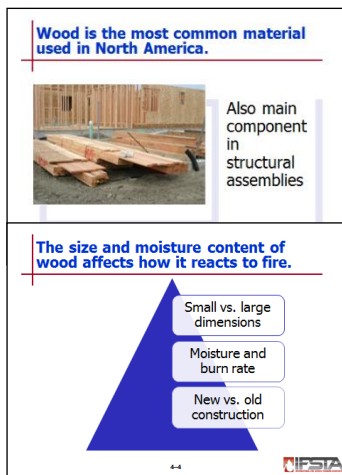 Wood is the most common material
used in North America.
Also main
component
in
structural
assemblies
The size and moisture content of
wood affects how it reacts to fire.
Small vs. large
dimensions
Moisture and
burn rate
New vs. old
construction
4–4
IFSTA